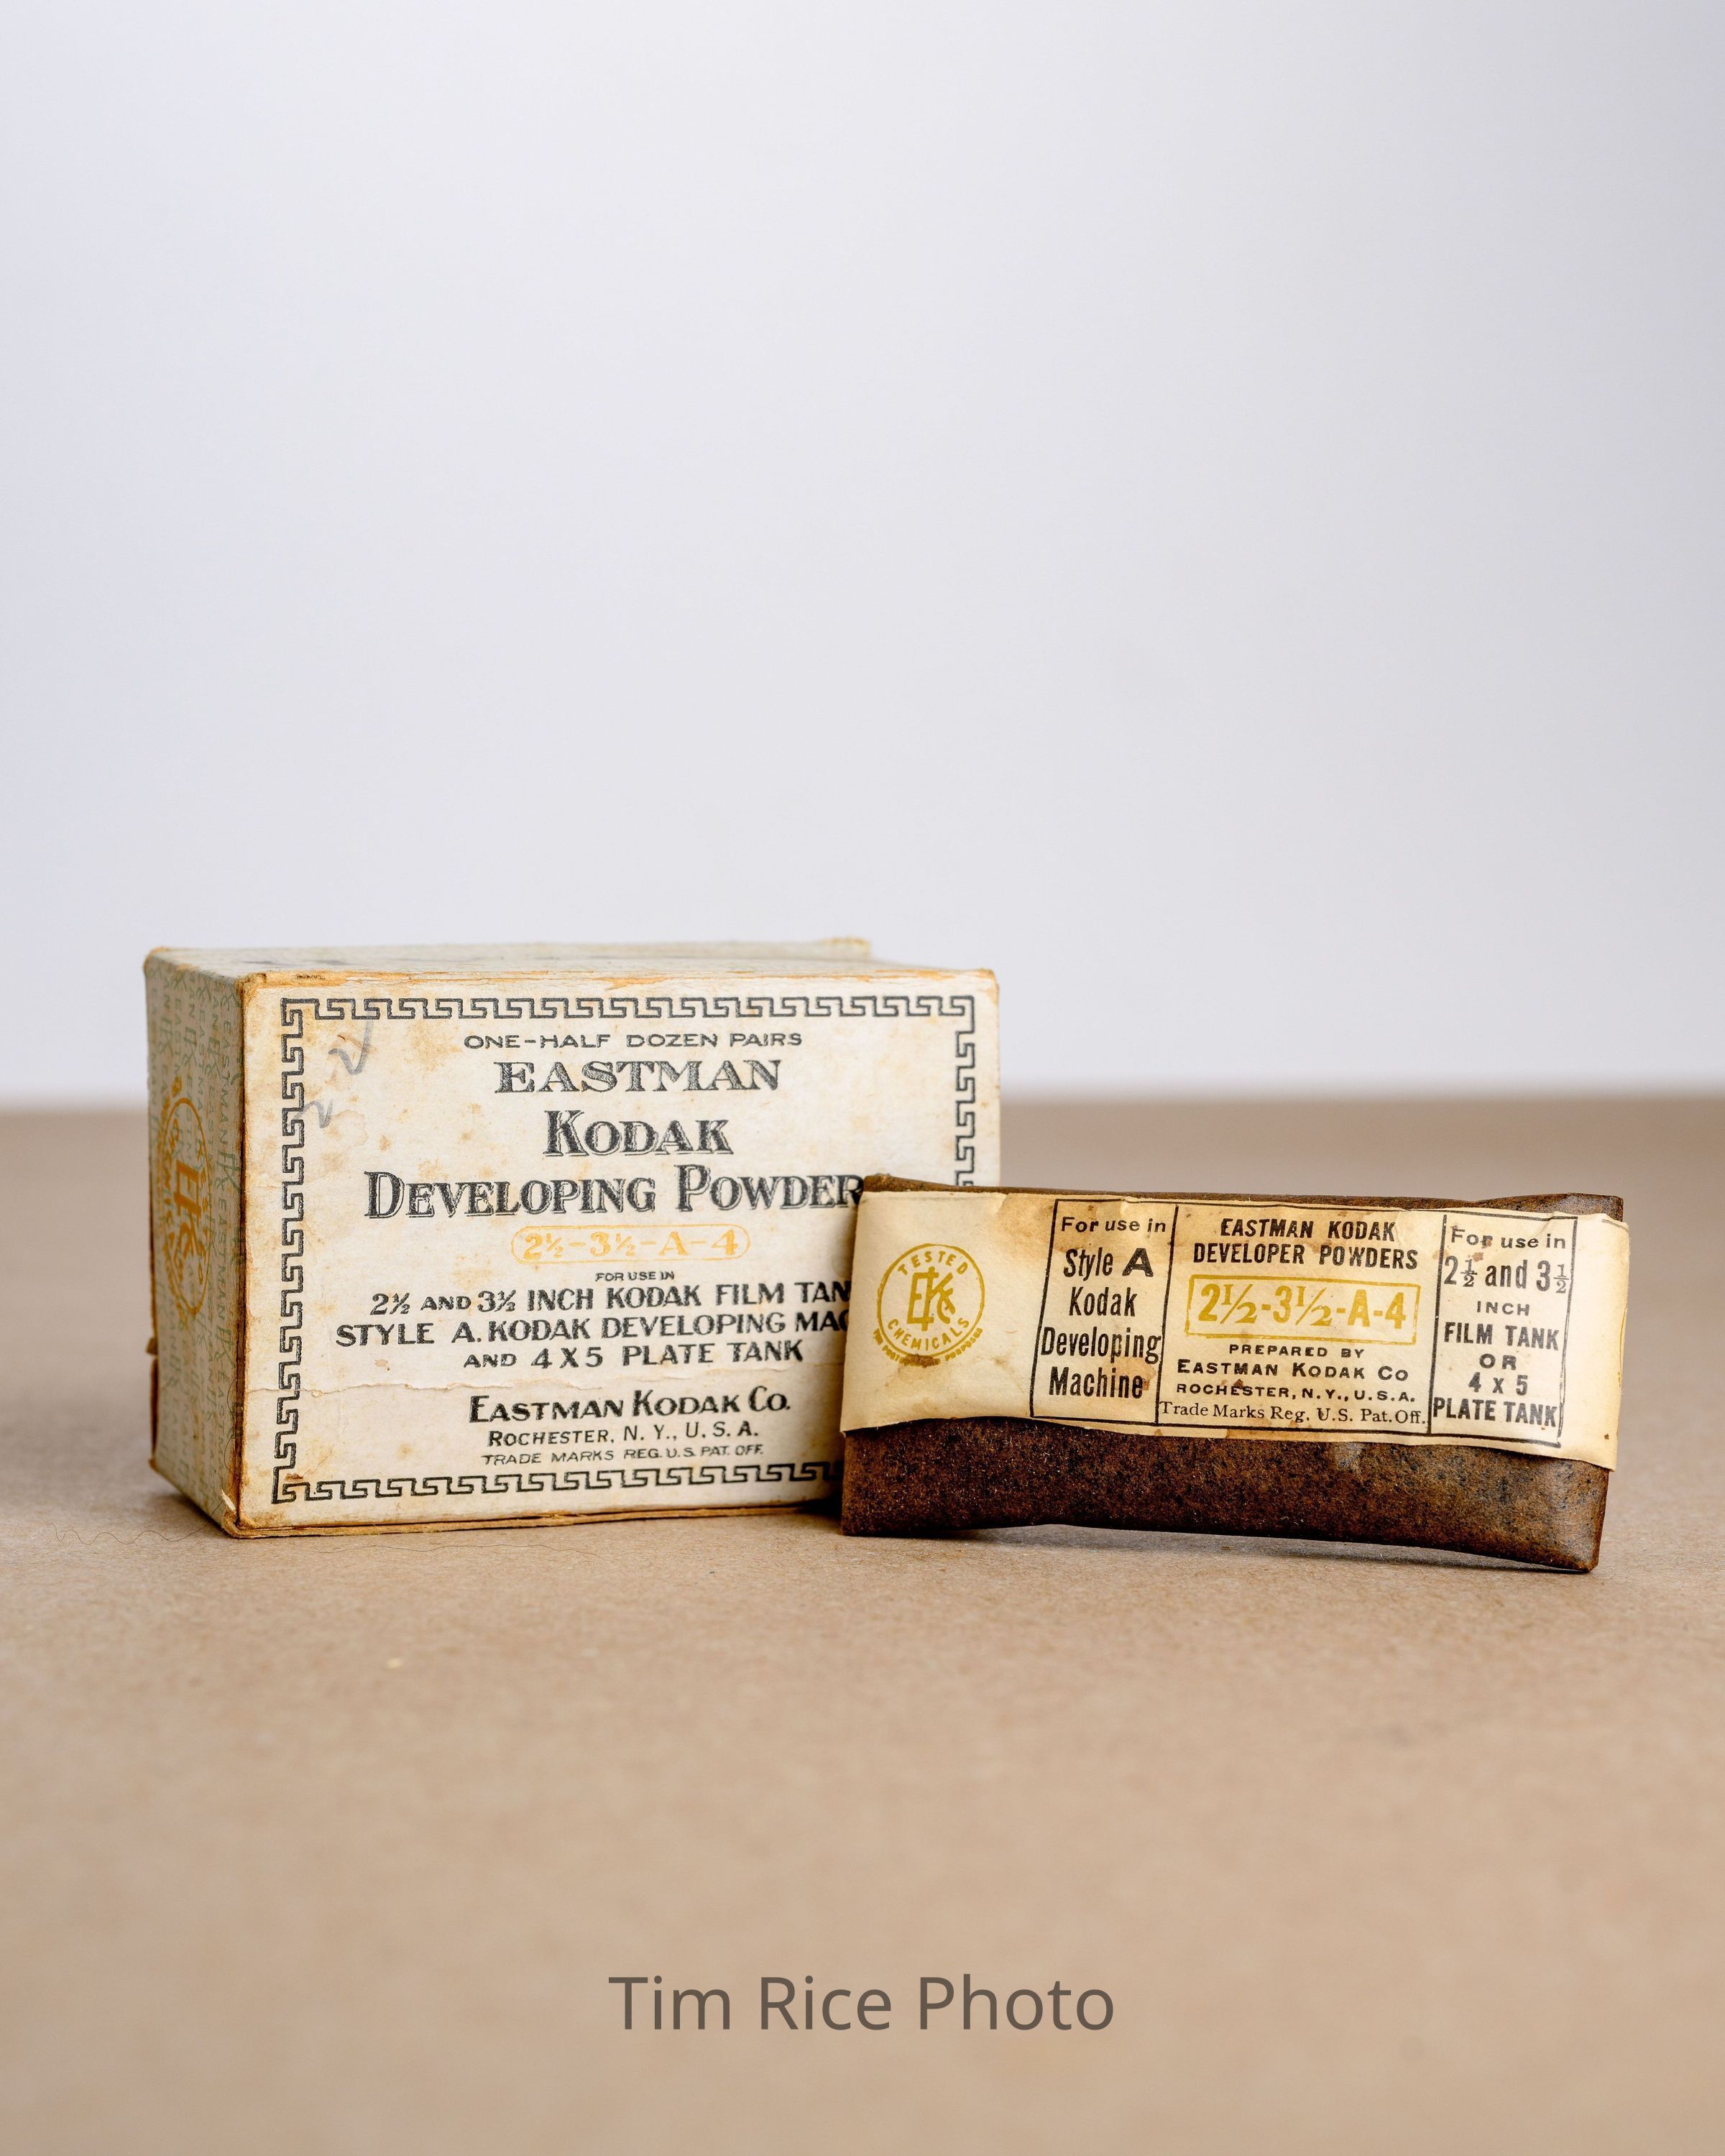 ONE-HALF DOZEN PAIRS
EASTMAN
KODAK
DEVELOPING POWDER
2½-3½-A-4
FOR USE IN
2½ AND 3½ INCH KODAK FILM TAN
STYLE A. KODAK DEVELOPING MAC
AND 4X5 PLATE TANK
EASTMAN KODAK CO.
ROCHESTER, N. Y., U. S. A.
TRADE MARKS REG. U.S. PAT. OFF.
TESTED
EKC
CHEMICALS
For use in
Style A
Kodak
Developing
Machine
EASTMAN KODAK
DEVELOPER POWDERS
2½-3½-A-4
PREPARED BY
EASTMAN KODAK CO
ROCHESTER, N.Y., U.S.A.
Trade Marks Reg. U.S. Pat. Off.
For use in
2½ and 3½
INCH
FILM TANK
OR
4 x 5
PLATE TANK
Tim Rice Photo